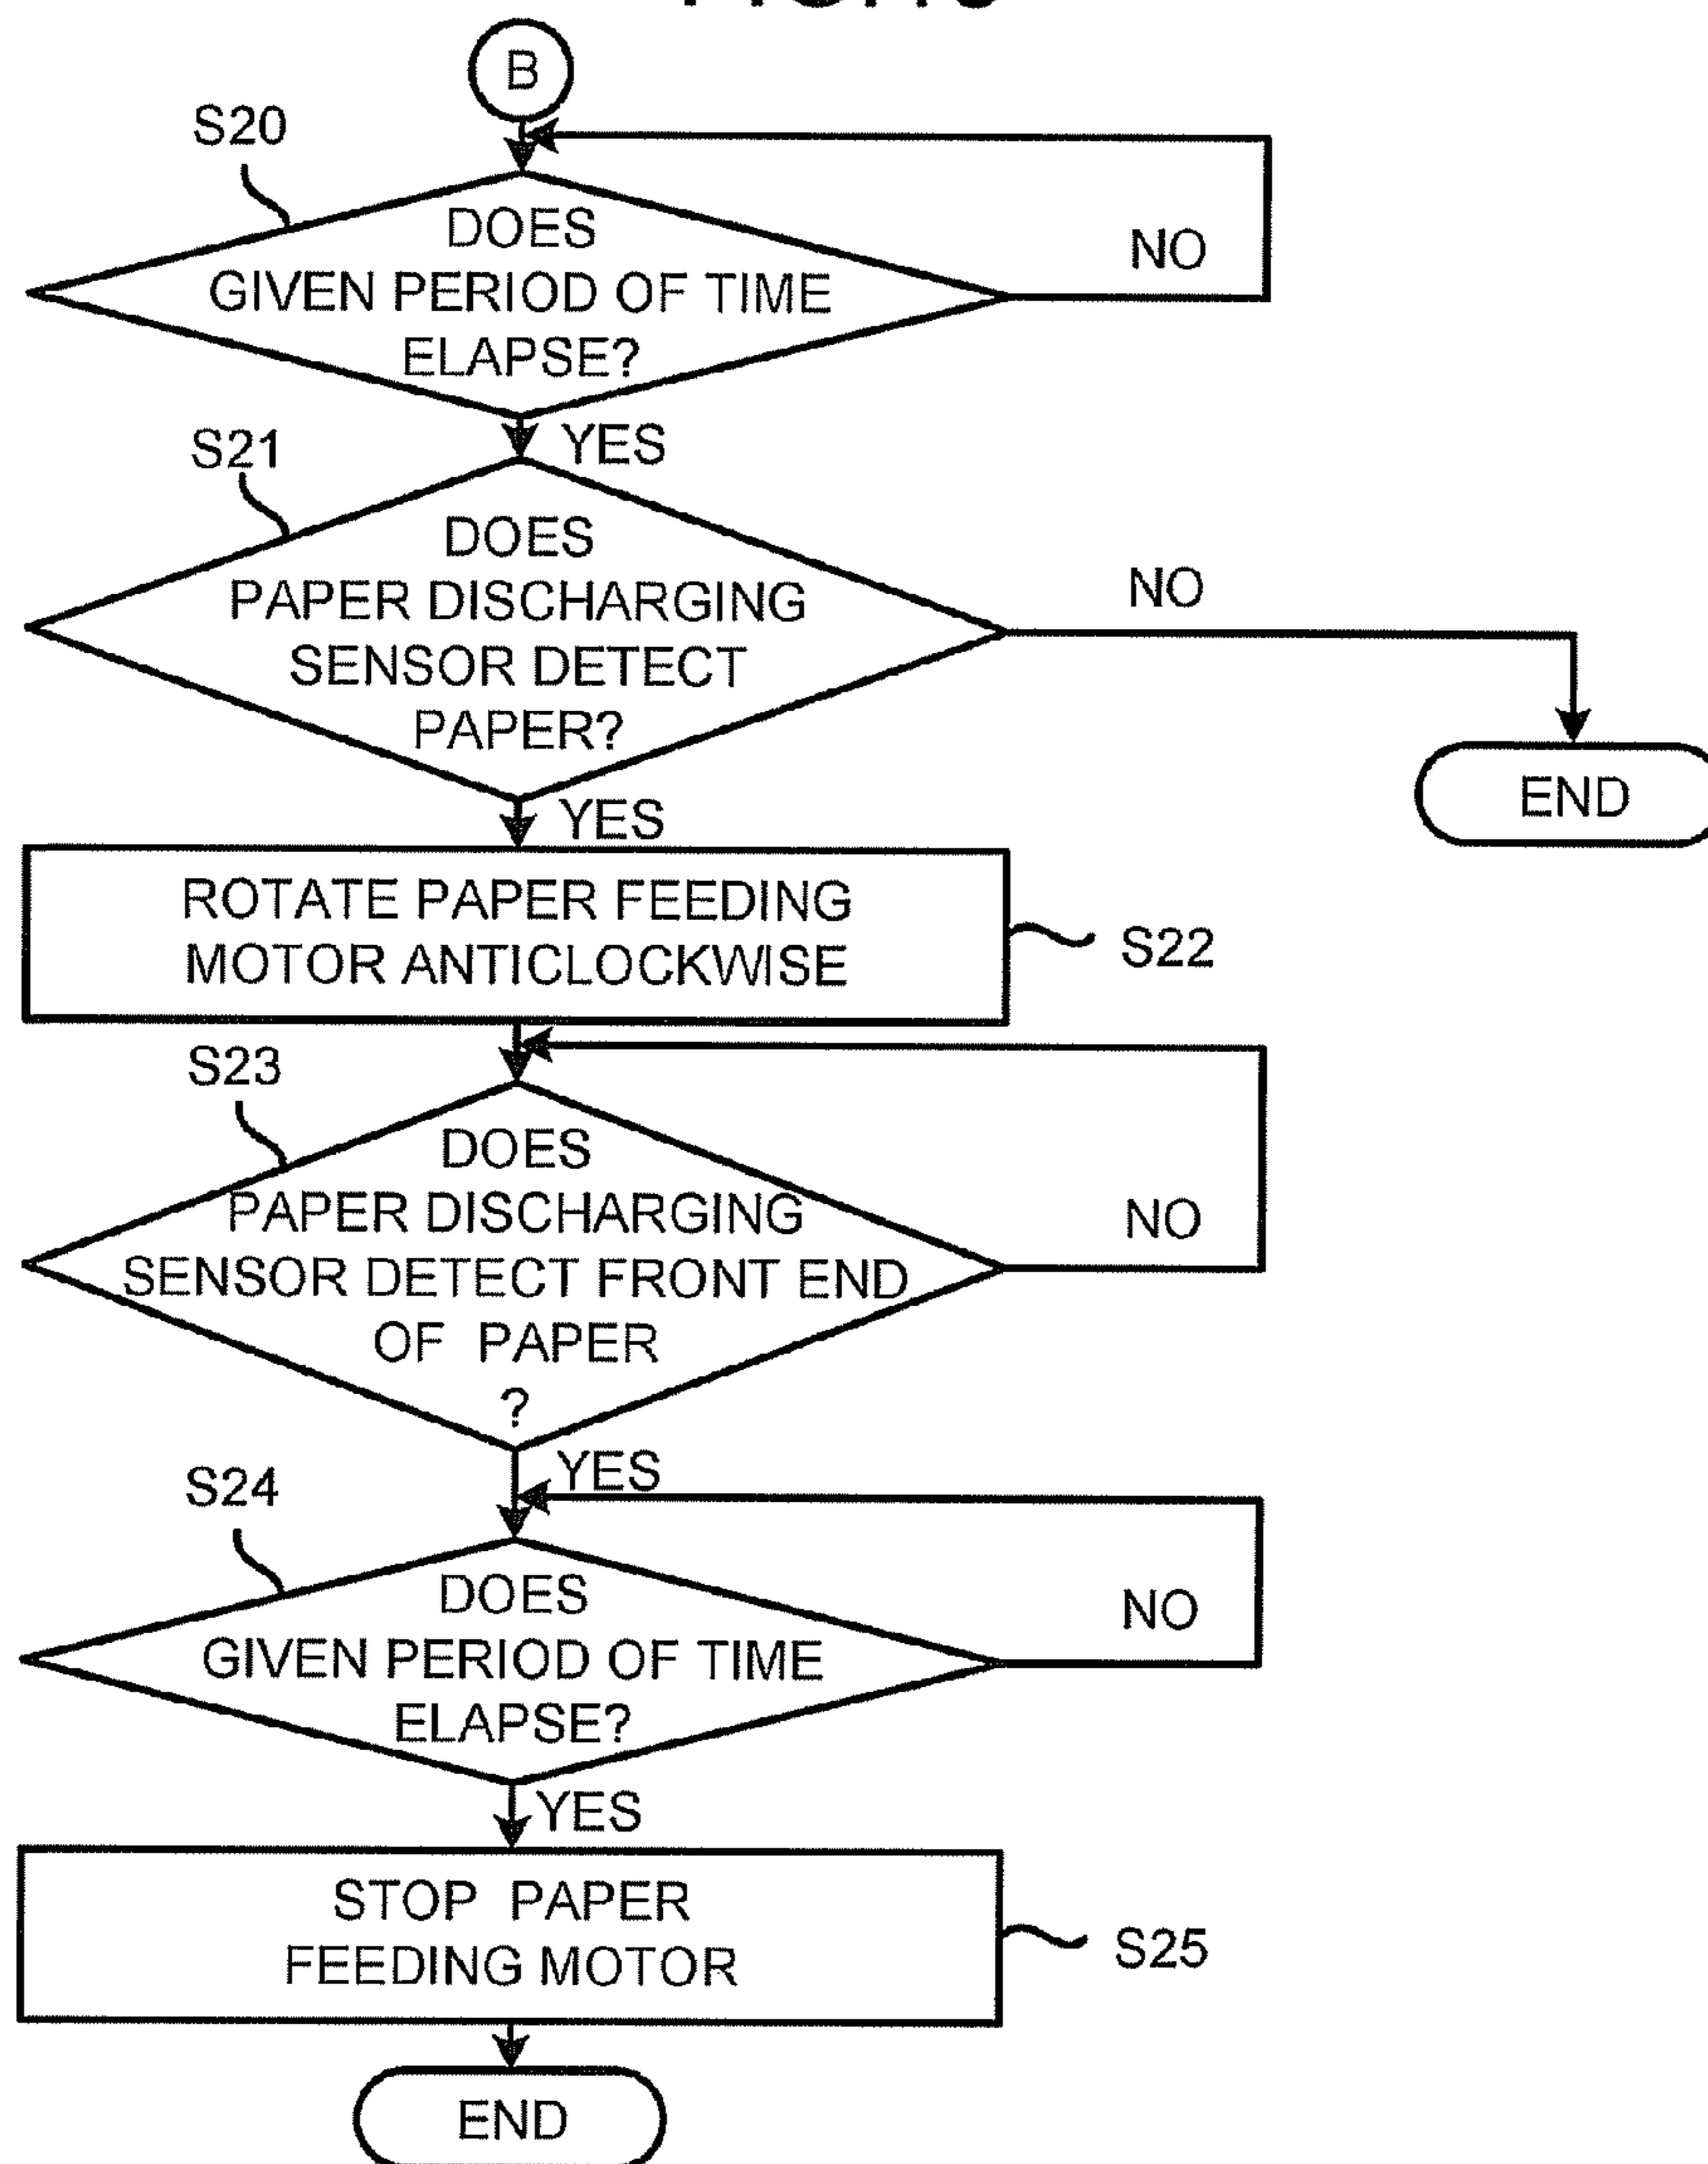 B
S20
DOES
GIVEN PERIOD OF TIME
ELAPSE?
NO
YES
S21
DOES
PAPER DISCHARGING
SENSOR DETECT
PAPER?
NO
END
YES
ROTATE PAPER FEEDING
MOTOR ANTICLOCKWISE
S22
S23
DOES
PAPER DISCHARGING
SENSOR DETECT FRONT END
OF PAPER
?
NO
YES
S24
DOES
GIVEN PERIOD OF TIME
ELAPSE?
NO
YES
STOP PAPER
FEEDING MOTOR
S25
END